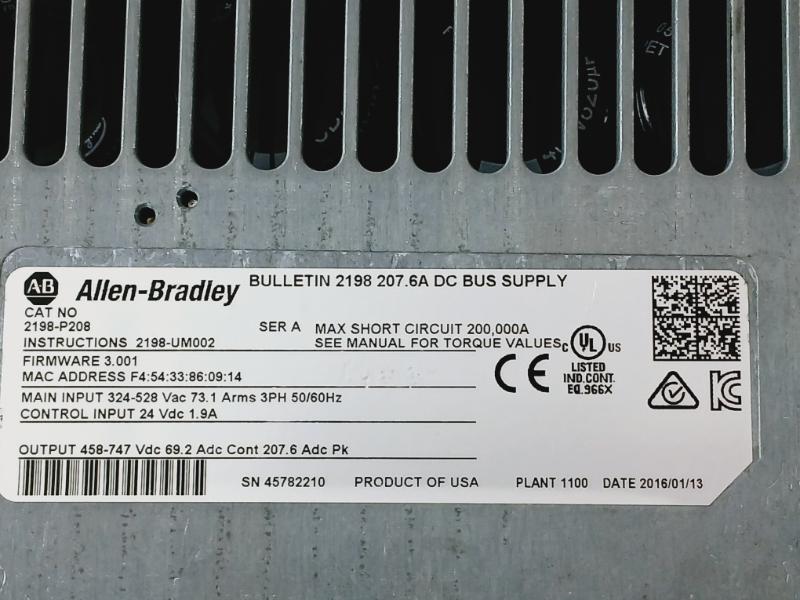 AB Allen-Bradley BULLETIN 2198 207.6A DC BUS SUPPLY
CAT NO
2198-P208 SER A MAX SHORT CIRCUIT 200,000A
INSTRUCTIONS 2198-UM002 SEE MANUAL FOR TORQUE VALUES
FIRMWARE 3.001
MAC ADDRESS F4:54:33:86:09:14
MAIN INPUT 324-528 Vac 73.1 Arms 3PH 50/60Hz
CONTROL INPUT 24 Vdc 1.9A
C UL US
LISTED
IND.CONT.
EQ.966X
CE
OUTPUT 458-747 Vdc 69.2 Adc Cont 207.6 Adc Pk
SN 45782210 PRODUCT OF USA PLANT 1100 DATE 2016/01/13